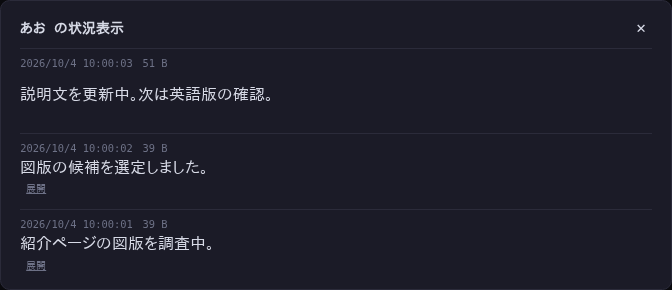 あお の状況表示 ×
2026/10/4 10:00:03 51 B
説明文を更新中。次は英語版の確認。
2026/10/4 10:00:02 39 B
図版の候補を選定しました。
展開
2026/10/4 10:00:01 39 B
紹介ページの図版を調査中。
展開